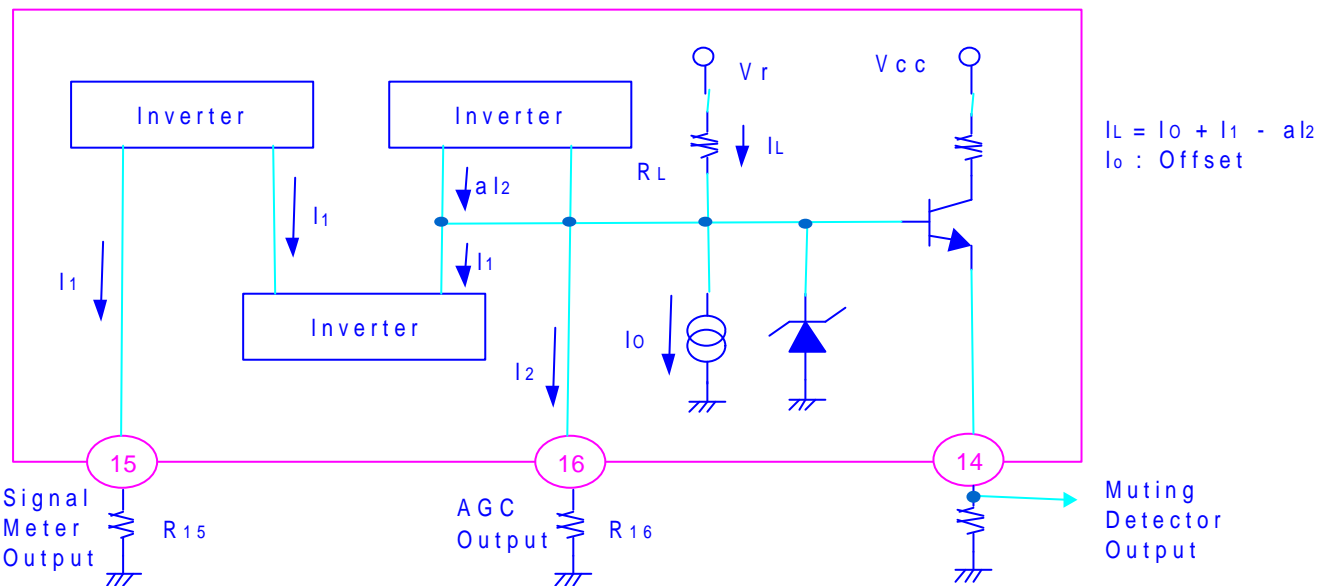 Inverter
Inverter
Vr
Vcc
IL = Io + I1 - aI2
Io : Offset
RL
IL
aI2
I1
I1
I1
Inverter
Io
I2
15
16
14
Signal
Meter
Output
R15
AGC
Output
R16
Muting
Detector
Output